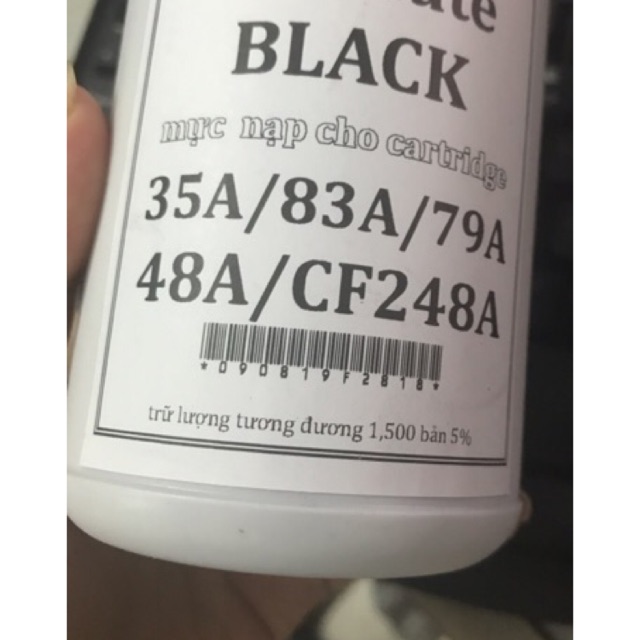 BLACK
mực nạp cho cartridge
35A/83A/79A
48A/CF248A
*090819F2818*
trữ lượng tương đương 1,500 bản 5%